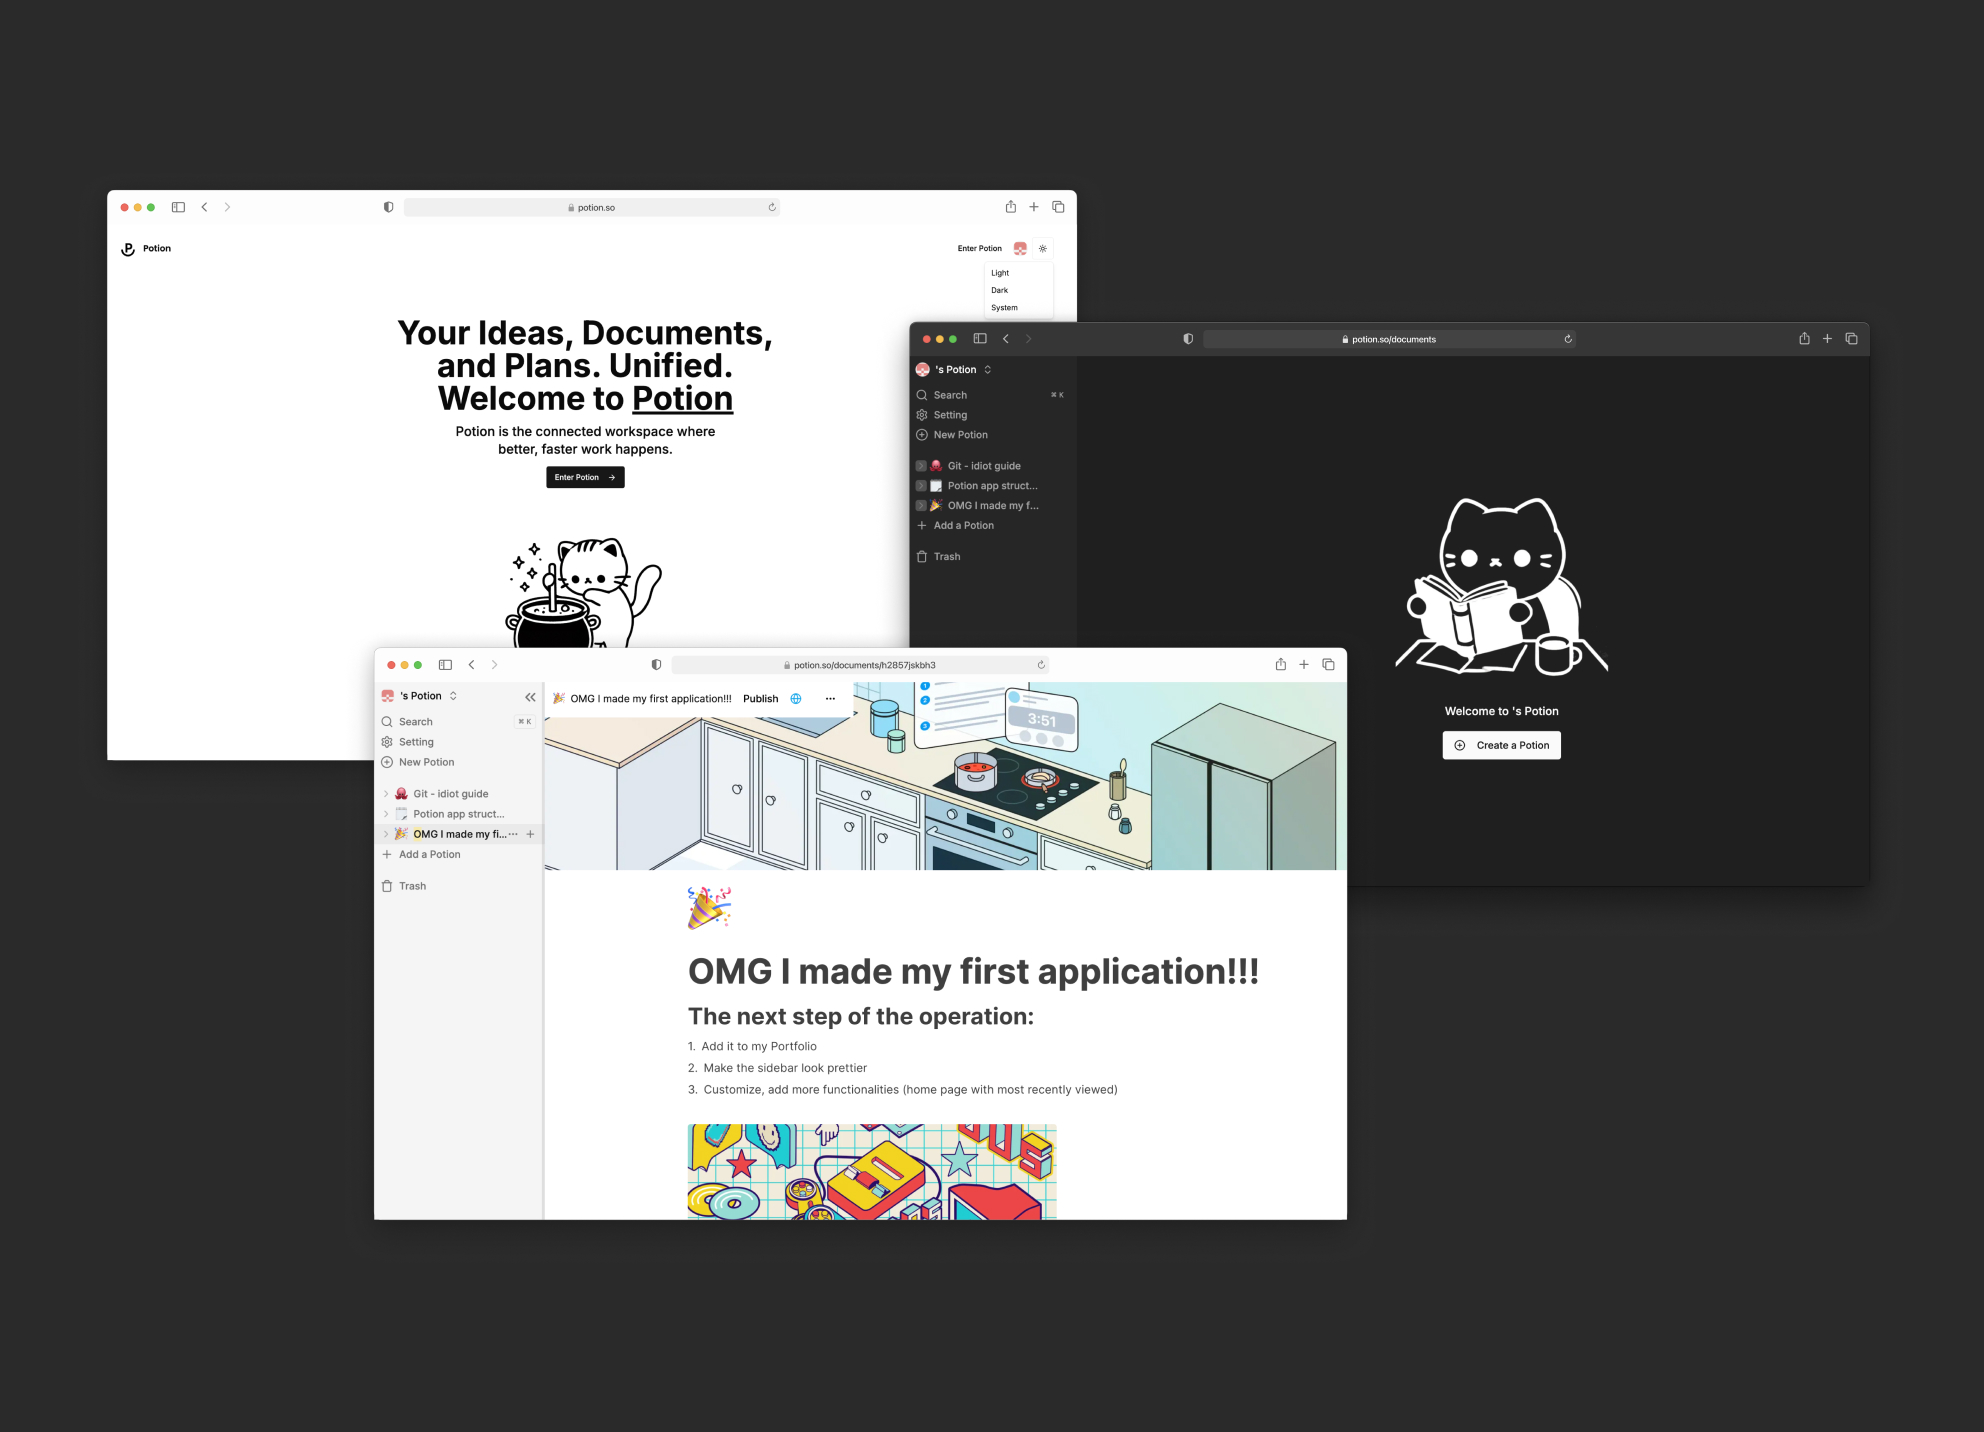 potion.so
Potion
Enter Potion
Light
Dark
System
Your Ideas, Documents,
and Plans. Unified.
Welcome to Potion
Potion is the connected workspace where
better, faster work happens.
Enter Potion
potion.so/documents
's Potion
Search
⌘ K
Setting
New Potion
Git - idiot guide
Potion app struct...
OMG I made my f...
Add a Potion
Trash
Welcome to 's Potion
Create a Potion
potion.so/documents/h2857jskbh3
's Potion
Search
⌘ K
Setting
New Potion
Git - idiot guide
Potion app struct...
OMG I made my fi...
Add a Potion
Trash
OMG I made my first application!!!
Publish
1
2
3
3:51
OMG I made my first application!!!
The next step of the operation:
1. Add it to my Portfolio
2. Make the sidebar look prettier
3. Customize, add more functionalities (home page with most recently viewed)